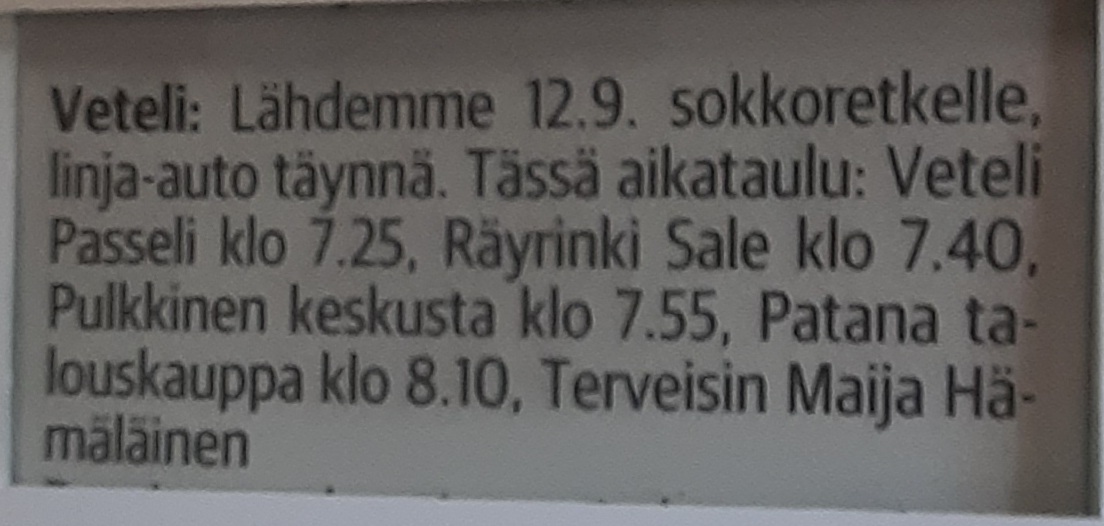 Veteli: Lähdemme 12.9. sokkoretkelle,
linja-auto täynnä. Tässä aikataulu: Veteli
Passeli klo 7.25, Räyrinki Sale klo 7.40,
Pulkkinen keskusta klo 7.55, Patana ta-
louskauppa klo 8.10, Terveisin Maija Hä-
mäläinen